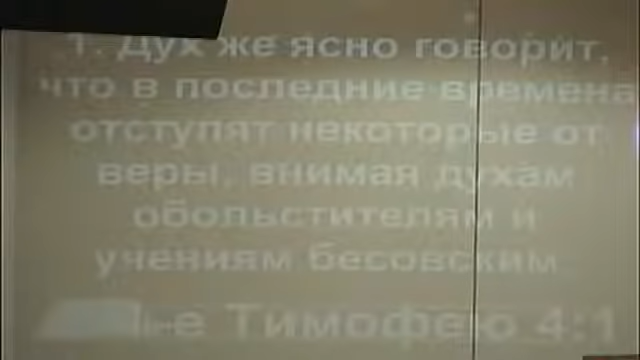 1. Дух же ясно говорит,
что в последние времена
отступят некоторые от
веры, внимая духам
обольстителям и
учениям бесовским
Тимофею 4:1